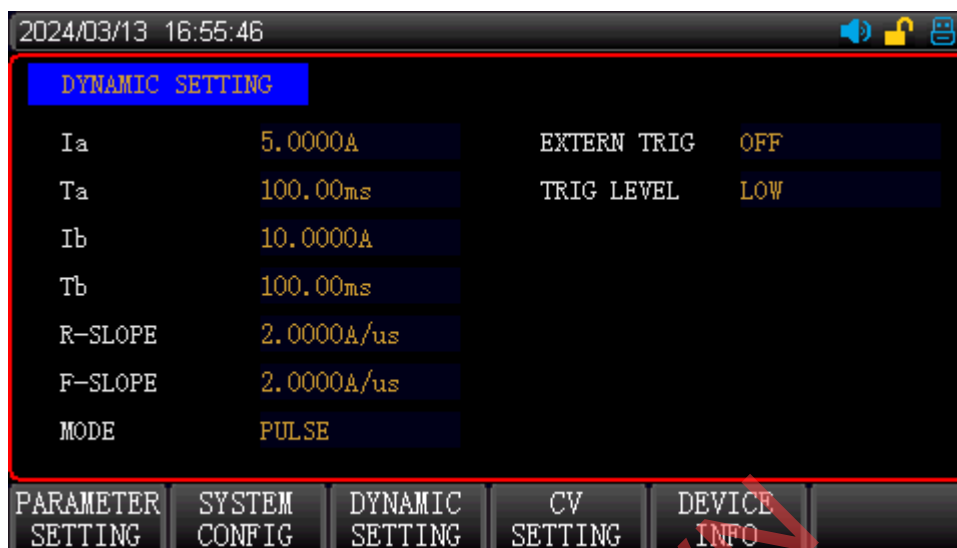 2024/03/13 16:55:46
DYNAMIC SETTING
Ia 5.0000A EXTERN TRIG OFF
Ta 100.00ms TRIG LEVEL LOW
Ib 10.0000A
Tb 100.00ms
R-SLOPE 2.0000A/us
F-SLOPE 2.0000A/us
MODE PULSE
PARAMETER SYSTEM DYNAMIC CV DEVICE
SETTING CONFIG SETTING SETTING INFO